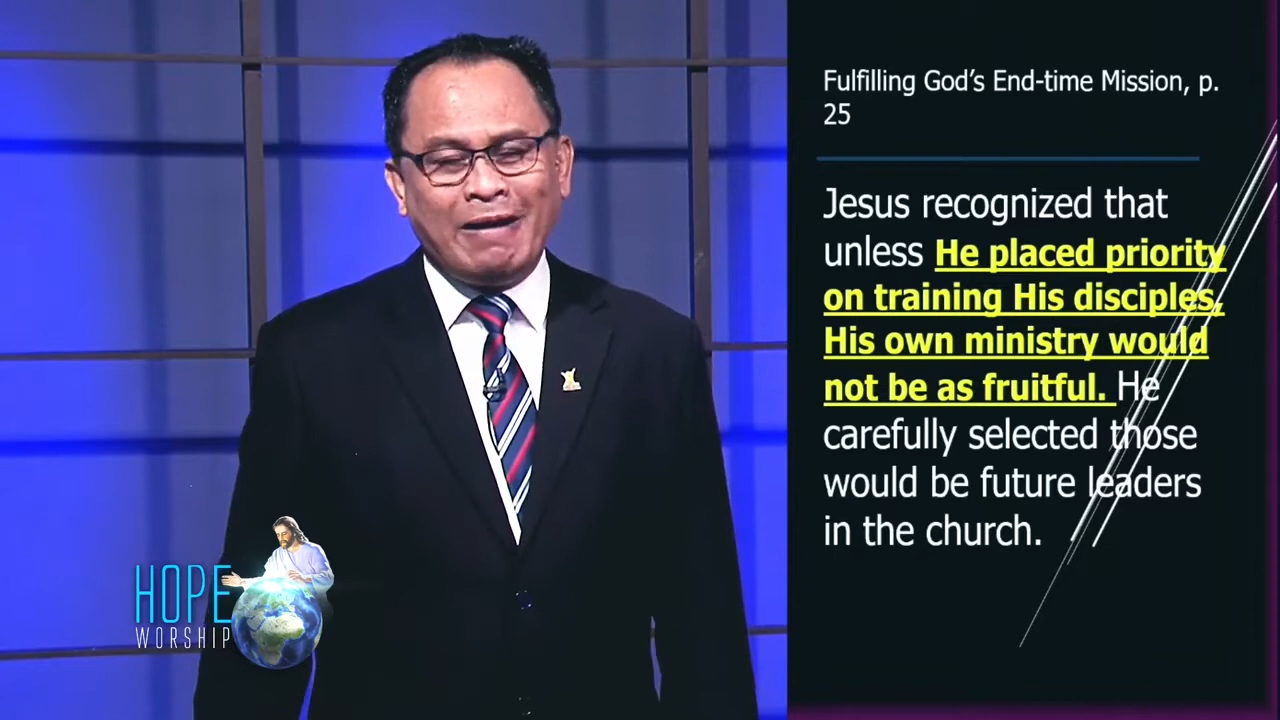 Fulfilling God's End-time Mission, p.
25
Jesus recognized that
unless He placed priority
on training His disciples,
His own ministry would
not be as fruitful. He
carefully selected those
would be future leaders
in the church.
HOPE
WORSHIP